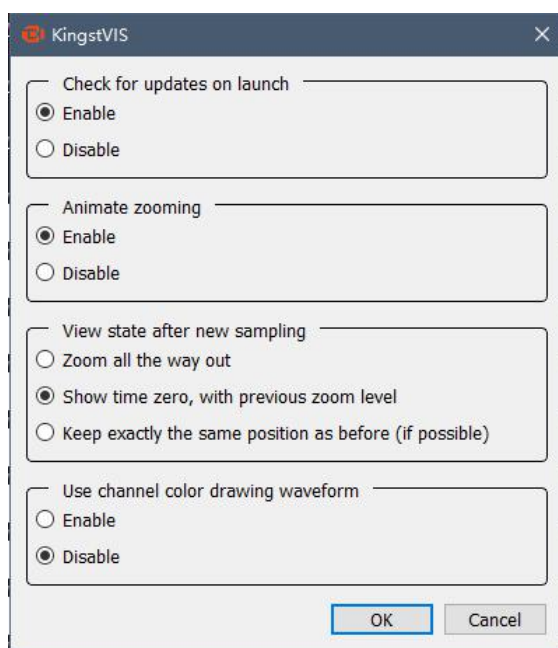 KingstVIS
Check for updates on launch
Enable
Disable
Animate zooming
Enable
Disable
View state after new sampling
Zoom all the way out
Show time zero, with previous zoom level
Keep exactly the same position as before (if possible)
Use channel color drawing waveform
Enable
Disable
OK Cancel